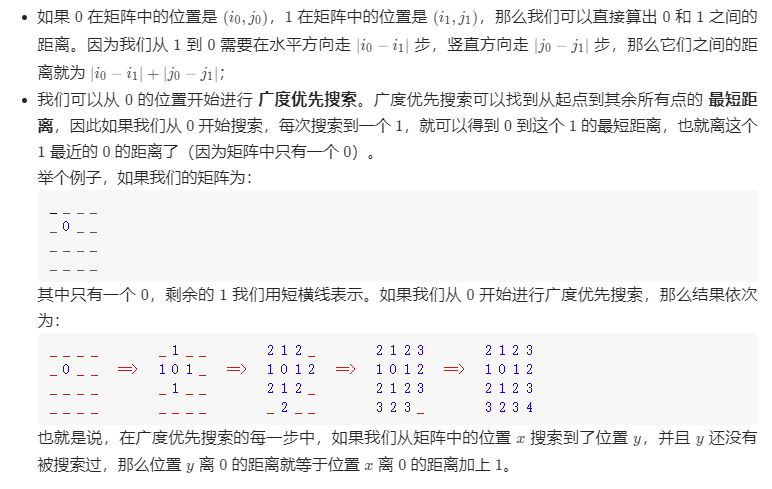 • 如果 0 在矩阵中的位置是 (i₀, j₀)，1 在矩阵中的位置是 (i₁, j₁)，那么我们可以直接算出 0 和 1 之间的
距离。因为我们从 1 到 0 需要在水平方向走 |i₀ − i₁| 步，竖直方向走 |j₀ − j₁| 步，那么它们之间的距
离就为 |i₀ − i₁| + |j₀ − j₁|；
• 我们可以从 0 的位置开始进行 广度优先搜索。广度优先搜索可以找到从起点到其余所有点的 最短距
离，因此如果我们从 0 开始搜索，每次搜索到一个 1，就可以得到 0 到这个 1 的最短距离，也就离这个
1 最近的 0 的距离了（因为矩阵中只有一个 0）。
举个例子，如果我们的矩阵为：
_ _ _ _
_ 0 _ _
_ _ _ _
_ _ _ _
其中只有一个 0，剩余的 1 我们用短横线表示。如果我们从 0 开始进行广度优先搜索，那么结果依次
为：
_ _ _ _ _ 1 _ _ 2 1 2 _ 2 1 2 3 2 1 2 3
_ 0 _ _ => 1 0 1 _ => 1 0 1 2 => 1 0 1 2 => 1 0 1 2
_ _ _ _ _ 1 _ _ 2 1 2 _ 2 1 2 3 2 1 2 3
_ _ _ _ _ _ _ _ _ 2 _ _ 3 2 3 _ 3 2 3 4
也就是说，在广度优先搜索的每一步中，如果我们从矩阵中的位置 x 搜索到了位置 y，并且 y 还没有
被搜索过，那么位置 y 离 0 的距离就等于位置 x 离 0 的距离加上 1。